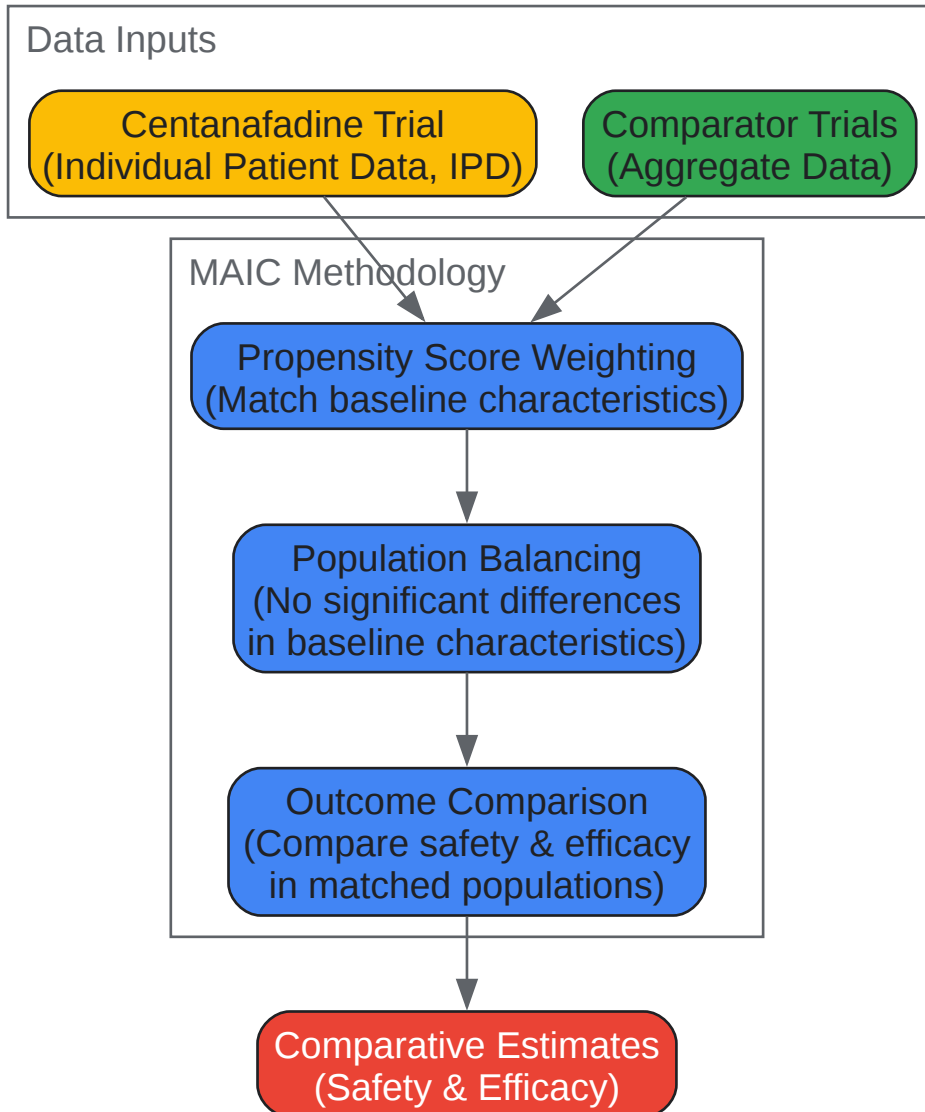 Data Inputs
Centanafadine Trial
(Individual Patient Data, IPD)
Comparator Trials
(Aggregate Data)
MAIC Methodology
Propensity Score Weighting
(Match baseline characteristics)
Population Balancing
(No significant differences
in baseline characteristics)
Outcome Comparison
(Compare safety & efficacy
in matched populations)
Comparative Estimates
(Safety & Efficacy)